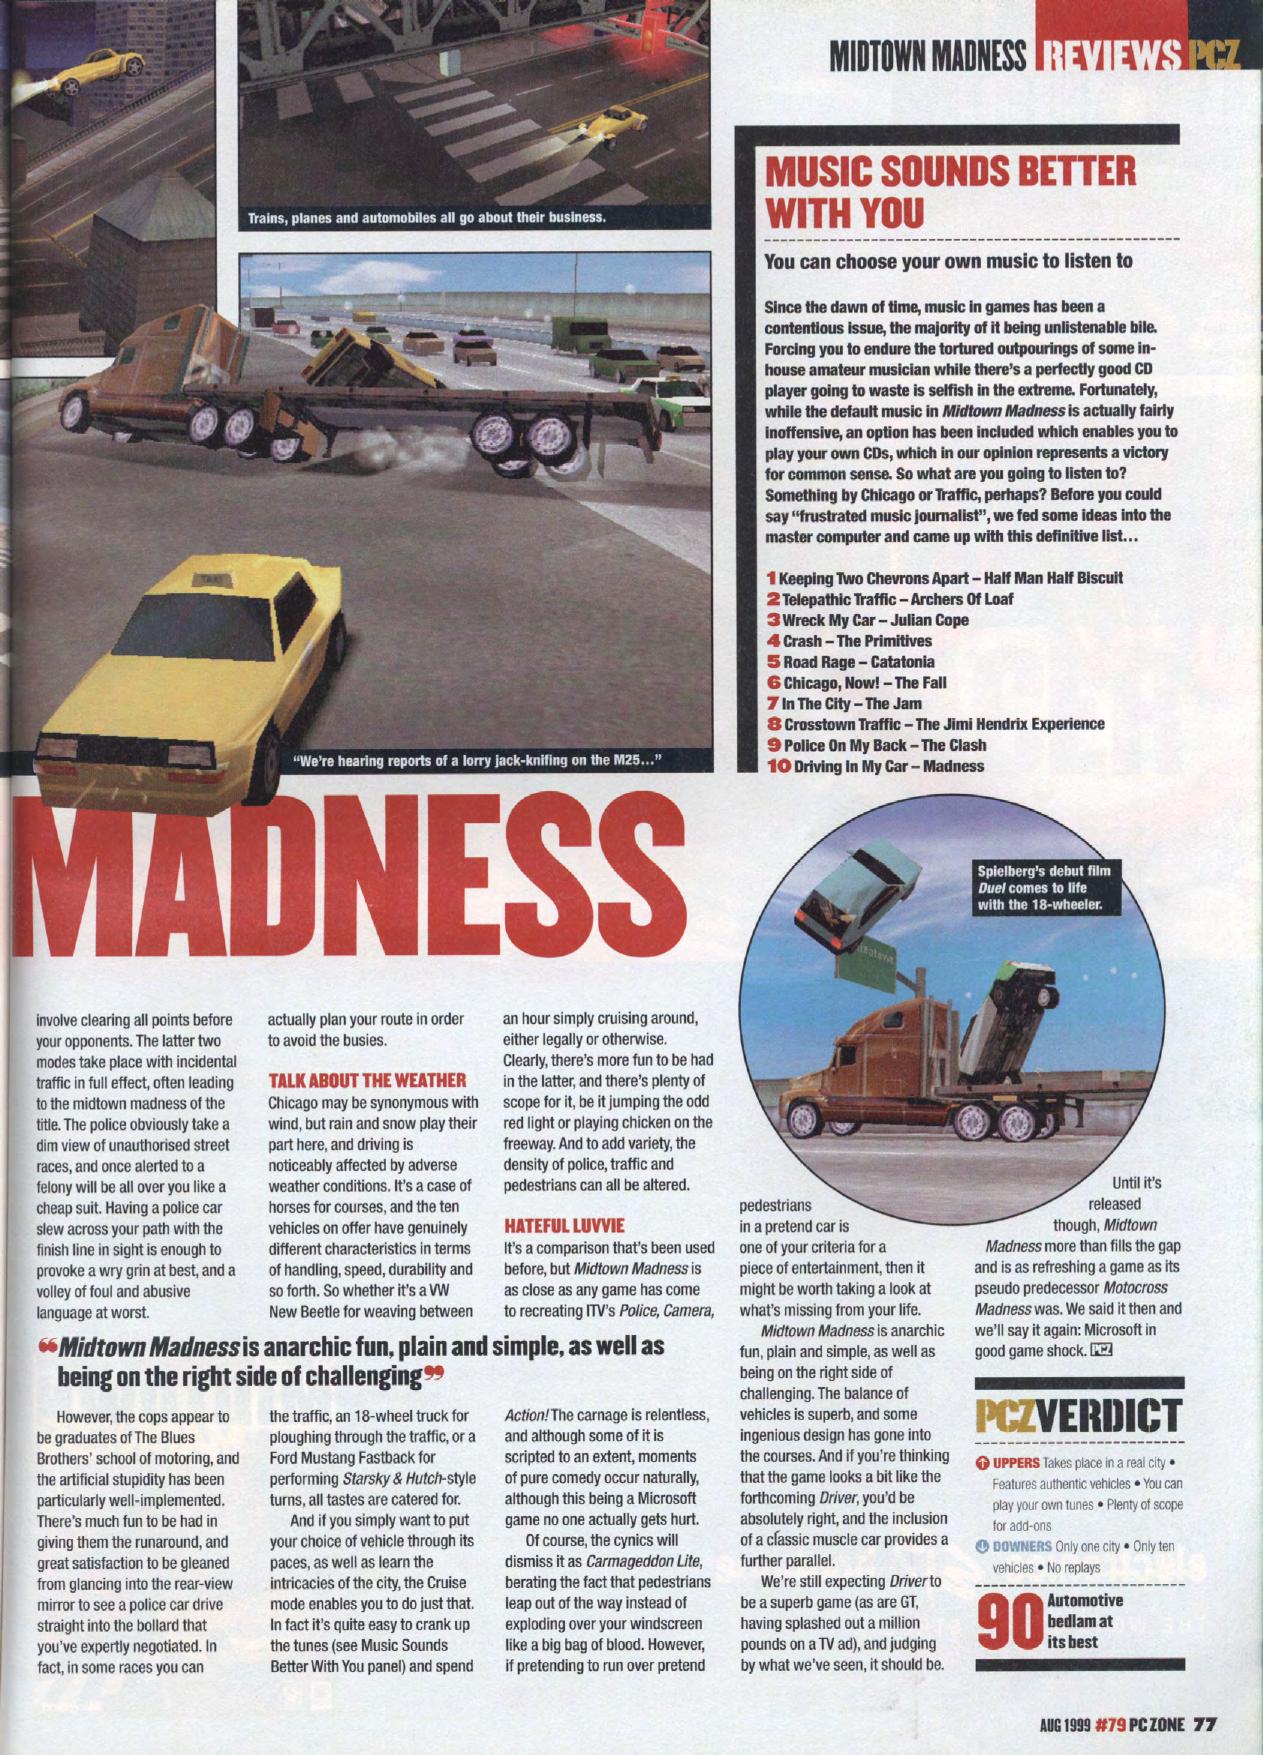 MIDTOWN MADNESS REVIEWS PCZ
Trains, planes and automobiles all go about their business.
TAXI
"We're hearing reports of a lorry jack-knifing on the M25..."
MUSIC SOUNDS BETTER
WITH YOU
You can choose your own music to listen to
Since the dawn of time, music in games has been a
contentious issue, the majority of it being unlistenable bile.
Forcing you to endure the tortured outpourings of some in-
house amateur musician while there's a perfectly good CD
player going to waste is selfish in the extreme. Fortunately,
while the default music in Midtown Madness is actually fairly
inoffensive, an option has been included which enables you to
play your own CDs, which in our opinion represents a victory
for common sense. So what are you going to listen to?
Something by Chicago or Traffic, perhaps? Before you could
say "frustrated music journalist", we fed some ideas into the
master computer and came up with this definitive list...
1 Keeping Two Chevrons Apart – Half Man Half Biscuit
2 Telepathic Traffic – Archers Of Loaf
3 Wreck My Car – Julian Cope
4 Crash – The Primitives
5 Road Rage – Catatonia
6 Chicago, Now! – The Fall
7 In The City – The Jam
8 Crosstown Traffic – The Jimi Hendrix Experience
9 Police On My Back – The Clash
10 Driving In My Car – Madness
MADNESS
Spielberg's debut film
Duel comes to life
with the 18-wheeler.
involve clearing all points before
your opponents. The latter two
modes take place with incidental
traffic in full effect, often leading
to the midtown madness of the
title. The police obviously take a
dim view of unauthorised street
races, and once alerted to a
felony will be all over you like a
cheap suit. Having a police car
slew across your path with the
finish line in sight is enough to
provoke a wry grin at best, and a
volley of foul and abusive
language at worst.
However, the cops appear to
be graduates of The Blues
Brothers' school of motoring, and
the artificial stupidity has been
particularly well-implemented.
There's much fun to be had in
giving them the runaround, and
great satisfaction to be gleaned
from glancing into the rear-view
mirror to see a police car drive
straight into the bollard that
you've expertly negotiated. In
fact, in some races you can
actually plan your route in order
to avoid the busies.
TALK ABOUT THE WEATHER
Chicago may be synonymous with
wind, but rain and snow play their
part here, and driving is
noticeably affected by adverse
weather conditions. It's a case of
horses for courses, and the ten
vehicles on offer have genuinely
different characteristics in terms
of handling, speed, durability and
so forth. So whether it's a VW
New Beetle for weaving between
the traffic, an 18-wheel truck for
ploughing through the traffic, or a
Ford Mustang Fastback for
performing Starsky & Hutch-style
turns, all tastes are catered for.
And if you simply want to put
your choice of vehicle through its
paces, as well as learn the
intricacies of the city, the Cruise
mode enables you to do just that.
In fact it's quite easy to crank up
the tunes (see Music Sounds
Better With You panel) and spend
an hour simply cruising around,
either legally or otherwise.
Clearly, there's more fun to be had
in the latter, and there's plenty of
scope for it, be it jumping the odd
red light or playing chicken on the
freeway. And to add variety, the
density of police, traffic and
pedestrians can all be altered.
HATEFUL LUVVIE
It's a comparison that's been used
before, but Midtown Madness is
as close as any game has come
to recreating ITV's Police, Camera,
Action! The carnage is relentless,
and although some of it is
scripted to an extent, moments
of pure comedy occur naturally,
although this being a Microsoft
game no one actually gets hurt.
Of course, the cynics will
dismiss it as Carmageddon Lite,
berating the fact that pedestrians
leap out of the way instead of
exploding over your windscreen
like a big bag of blood. However,
if pretending to run over pretend
“Midtown Madness is anarchic fun, plain and simple, as well as
being on the right side of challenging”
pedestrians
in a pretend car is
one of your criteria for a
piece of entertainment, then it
might be worth taking a look at
what's missing from your life.
Midtown Madness is anarchic
fun, plain and simple, as well as
being on the right side of
challenging. The balance of
vehicles is superb, and some
ingenious design has gone into
the courses. And if you're thinking
that the game looks a bit like the
forthcoming Driver, you'd be
absolutely right, and the inclusion
of a classic muscle car provides a
further parallel.
We're still expecting Driver to
be a superb game (as are GT,
having splashed out a million
pounds on a TV ad), and judging
by what we've seen, it should be.
Until it's
released
though, Midtown
Madness more than fills the gap
and is as refreshing a game as its
pseudo predecessor Motocross
Madness was. We said it then and
we'll say it again: Microsoft in
good game shock. PCZ
PCZVERDICT
UPPERS Takes place in a real city •
Features authentic vehicles • You can
play your own tunes • Plenty of scope
for add-ons
DOWNERS Only one city • Only ten
vehicles • No replays
90 Automotive
bedlam at
its best
AUG 1999 #79 PC ZONE 77